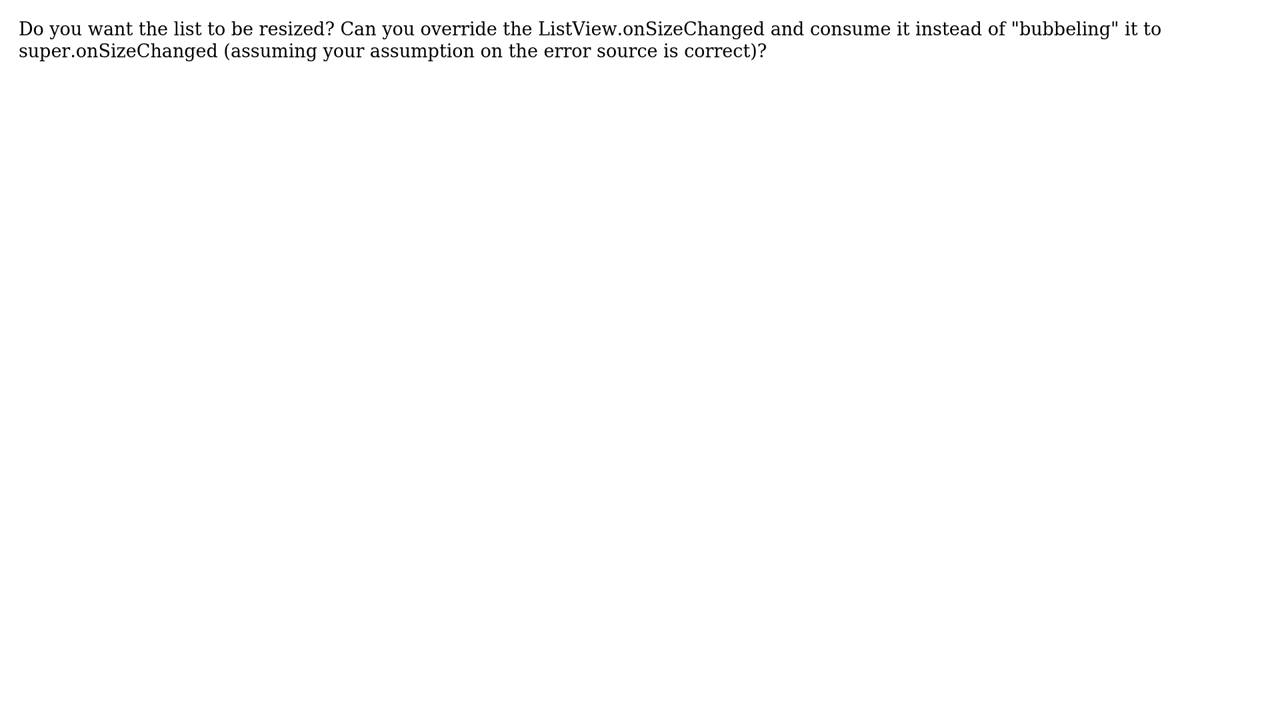 Do you want the list to be resized? Can you override the ListView.onSizeChanged and consume it instead of "bubbeling" it to
super.onSizeChanged (assuming your assumption on the error source is correct)?